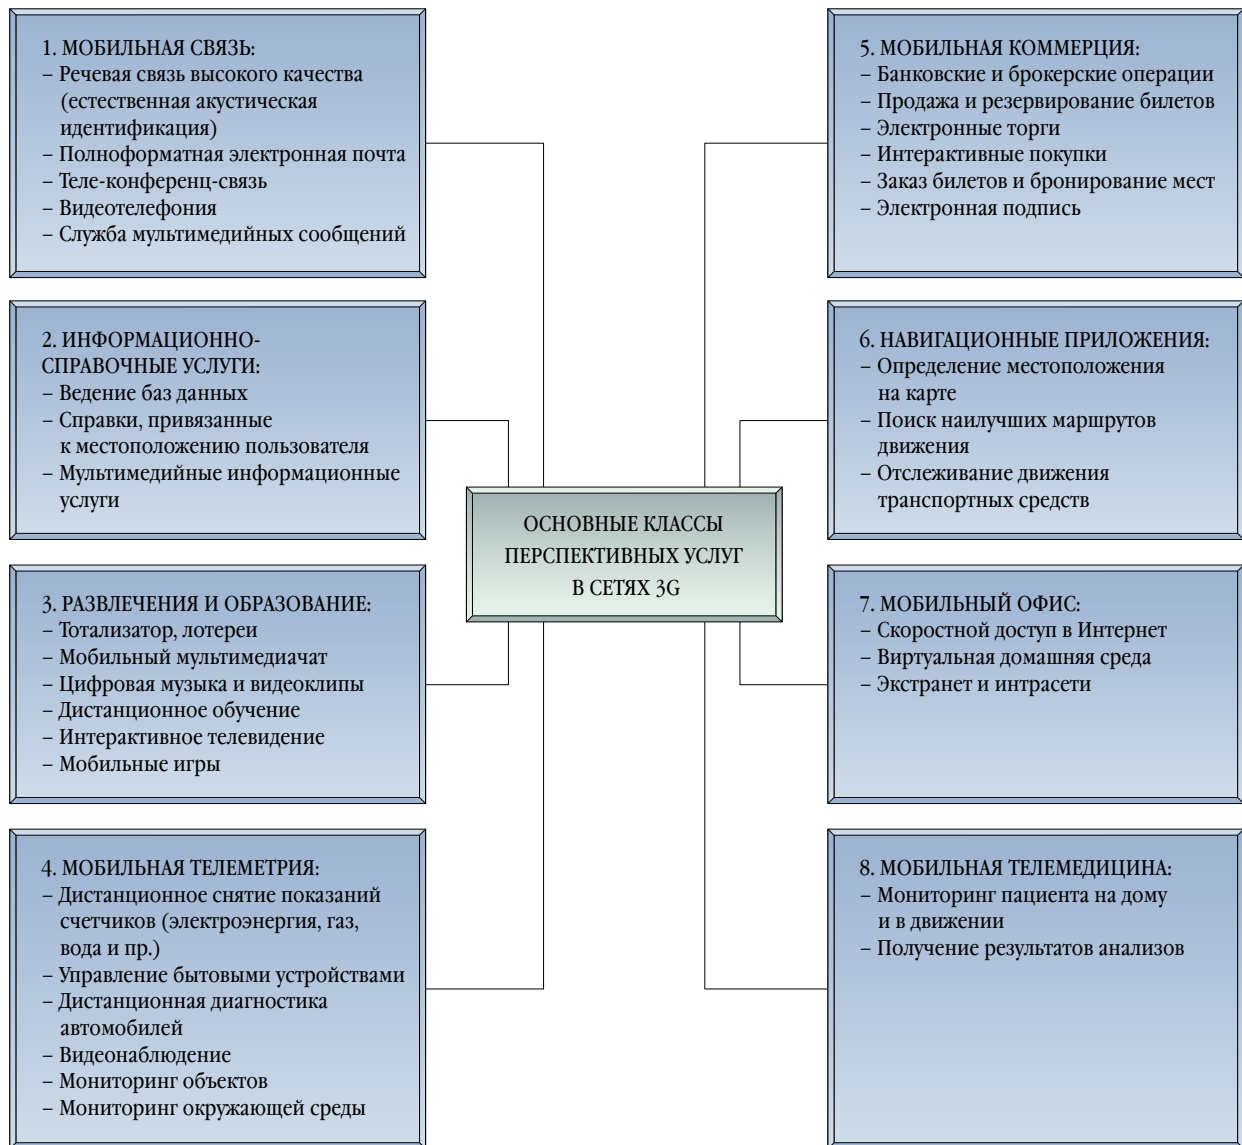 1. МОБИЛЬНАЯ СВЯЗЬ:
– Речевая связь высокого качества
(естественная акустическая
идентификация)
– Полноформатная электронная почта
– Теле-конференц-связь
– Видеотелефония
– Служба мультимедийных сообщений
2. ИНФОРМАЦИОННО-
СПРАВОЧНЫЕ УСЛУГИ:
– Ведение баз данных
– Справки, привязанные
к местоположению пользователя
– Мультимедийные информационные
услуги
3. РАЗВЛЕЧЕНИЯ И ОБРАЗОВАНИЕ:
– Тотализатор, лотереи
– Мобильный мультимедиачат
– Цифровая музыка и видеоклипы
– Дистанционное обучение
– Интерактивное телевидение
– Мобильные игры
4. МОБИЛЬНАЯ ТЕЛЕМЕТРИЯ:
– Дистанционное снятие показаний
счетчиков (электроэнергия, газ,
вода и пр.)
– Управление бытовыми устройствами
– Дистанционная диагностика
автомобилей
– Видеонаблюдение
– Мониторинг объектов
– Мониторинг окружающей среды
ОСНОВНЫЕ КЛАССЫ
ПЕРСПЕКТИВНЫХ УСЛУГ
В СЕТЯХ 3G
5. МОБИЛЬНАЯ КОММЕРЦИЯ:
– Банковские и брокерские операции
– Продажа и резервирование билетов
– Электронные торги
– Интерактивные покупки
– Заказ билетов и бронирование мест
– Электронная подпись
6. НАВИГАЦИОННЫЕ ПРИЛОЖЕНИЯ:
– Определение местоположения
на карте
– Поиск наилучших маршрутов
движения
– Отслеживание движения
транспортных средств
7. МОБИЛЬНЫЙ ОФИС:
– Скоростной доступ в Интернет
– Виртуальная домашняя среда
– Экстранет и интрасети
8. МОБИЛЬНАЯ ТЕЛЕМЕДИЦИНА:
– Мониторинг пациента на дому
и в движении
– Получение результатов анализов